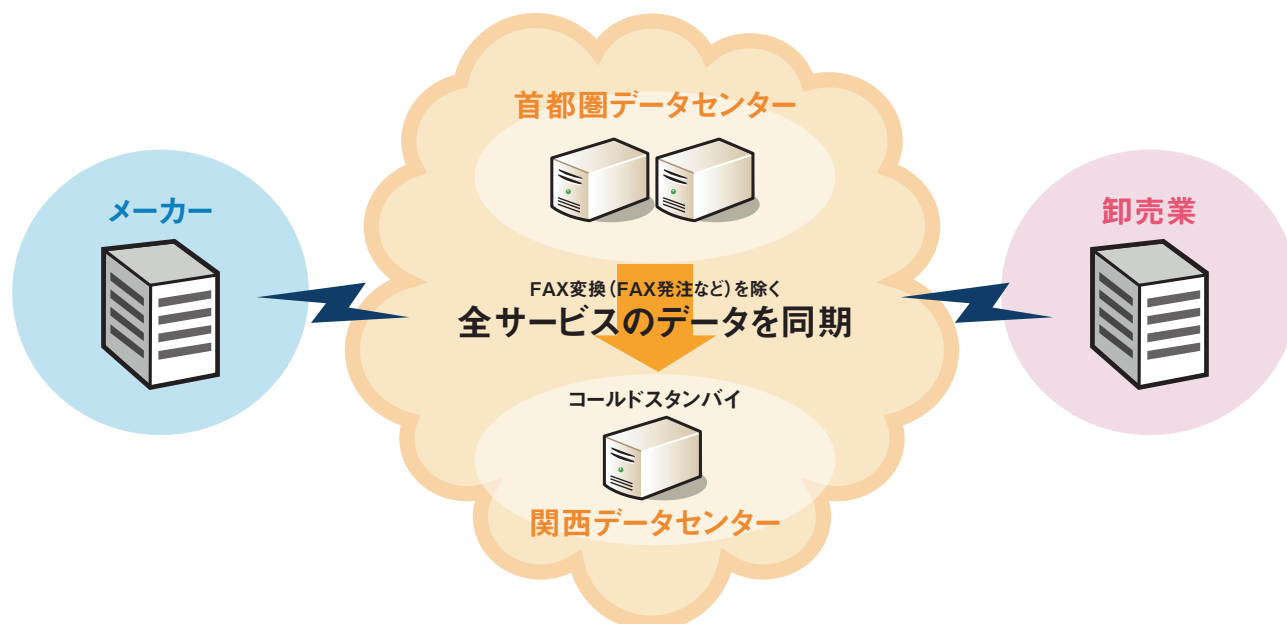 首都圏データセンター
メーカー
卸売業
FAX変換(FAX発注など)を除く
全サービスのデータを同期
コールドスタンバイ
関西データセンター